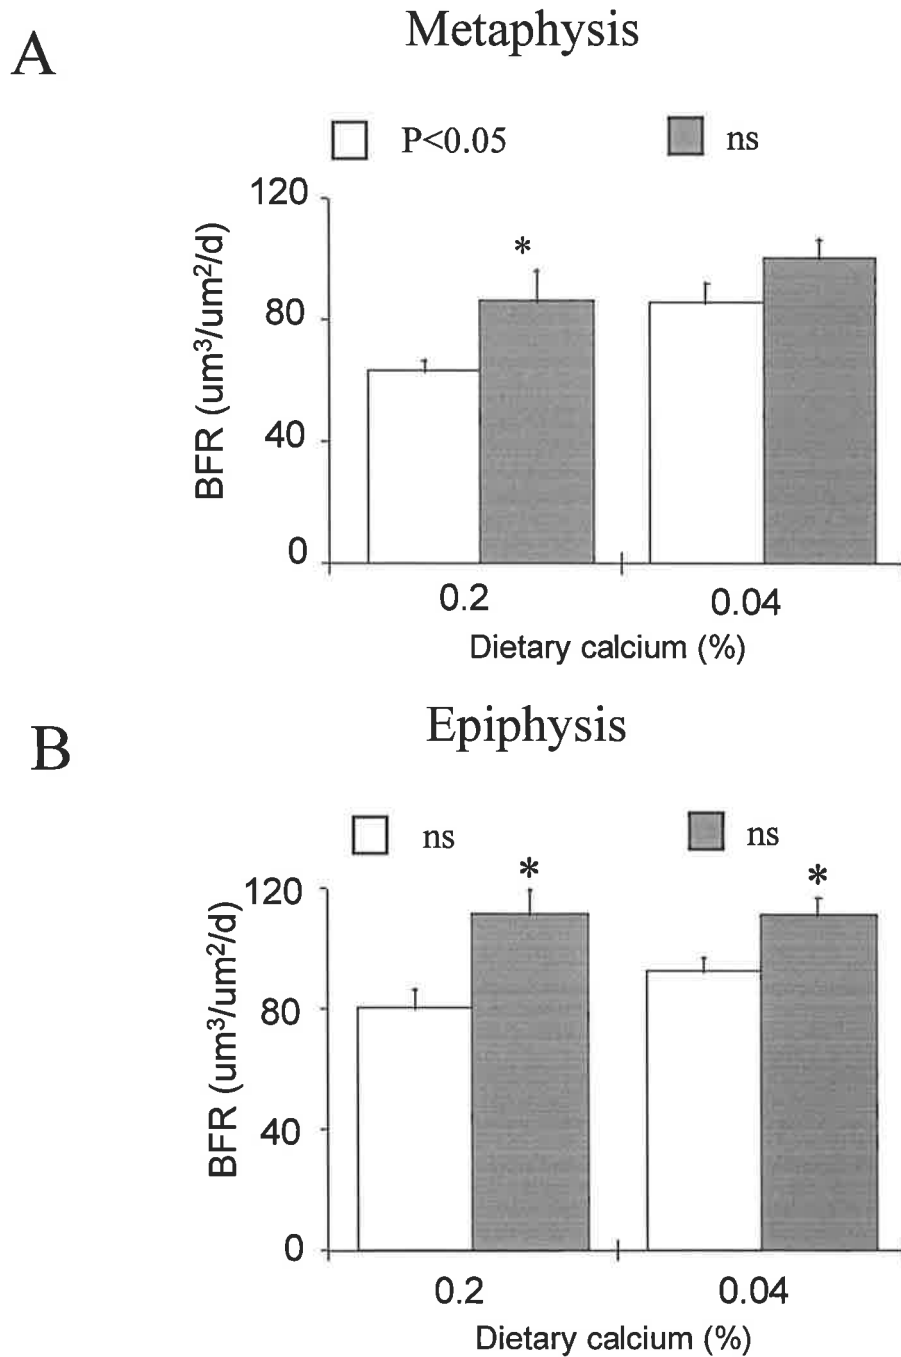 A
Metaphysis
P<0.05 ns
120
80
40
0
BFR (um³/um²/d)
*
0.2 0.04
Dietary calcium (%)
B
Epiphysis
ns ns
* *
120
80
40
0
BFR (um³/um²/d)
0.2 0.04
Dietary calcium (%)